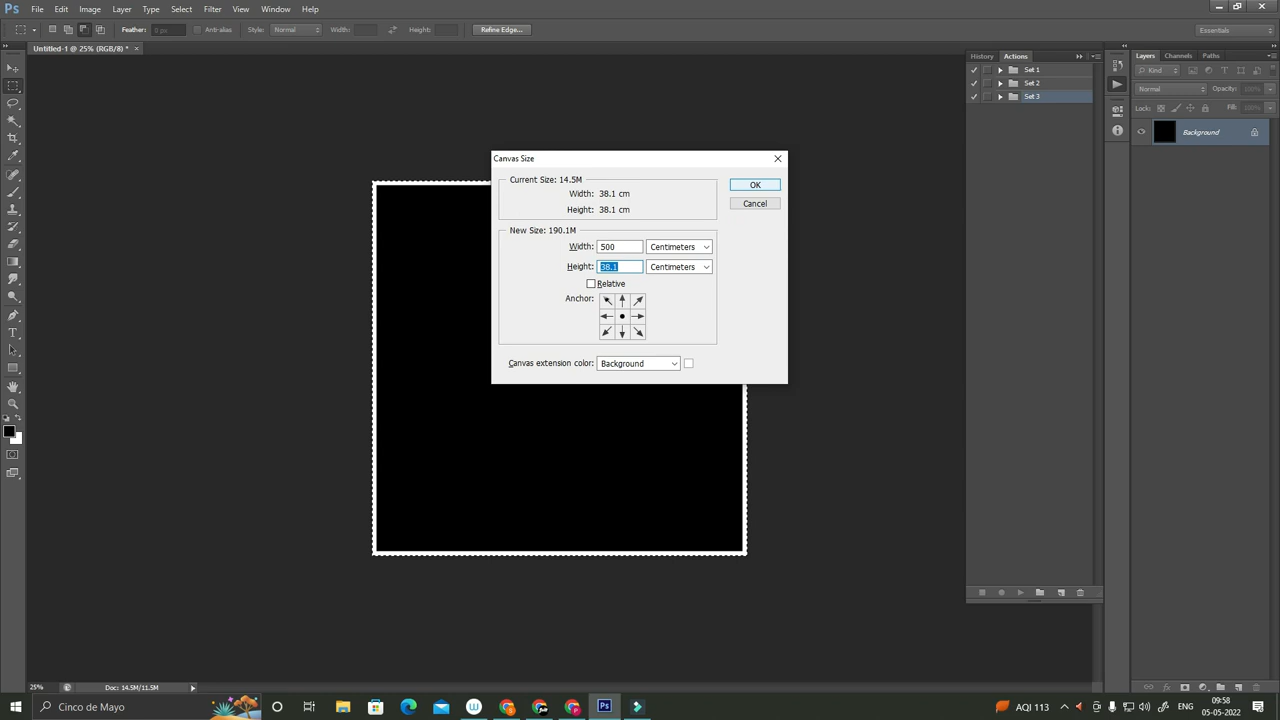 Ps File Edit Image Layer Type Select Filter View Window Help
Feather: 0 px Anti-alias Style: Normal Width: Height: Refine Edge... Essentials
Untitled-1 @ 25% (RGB/8) * ×
History Actions
Set 1
Set 2
Set 3
Layers Channels Paths
Kind
Normal Opacity: 100%
Lock: Fill: 100%
Background
Canvas Size
Current Size: 14.5M
Width: 38.1 cm
Height: 38.1 cm
OK
Cancel
New Size: 190.1M
Width: 500 Centimeters
Height: 38.1 Centimeters
Relative
Anchor:
Canvas extension color: Background
25% Doc: 14.5M/11.5M
Cinco de Mayo
AQI 113 ENG 09:58
05-05-2022